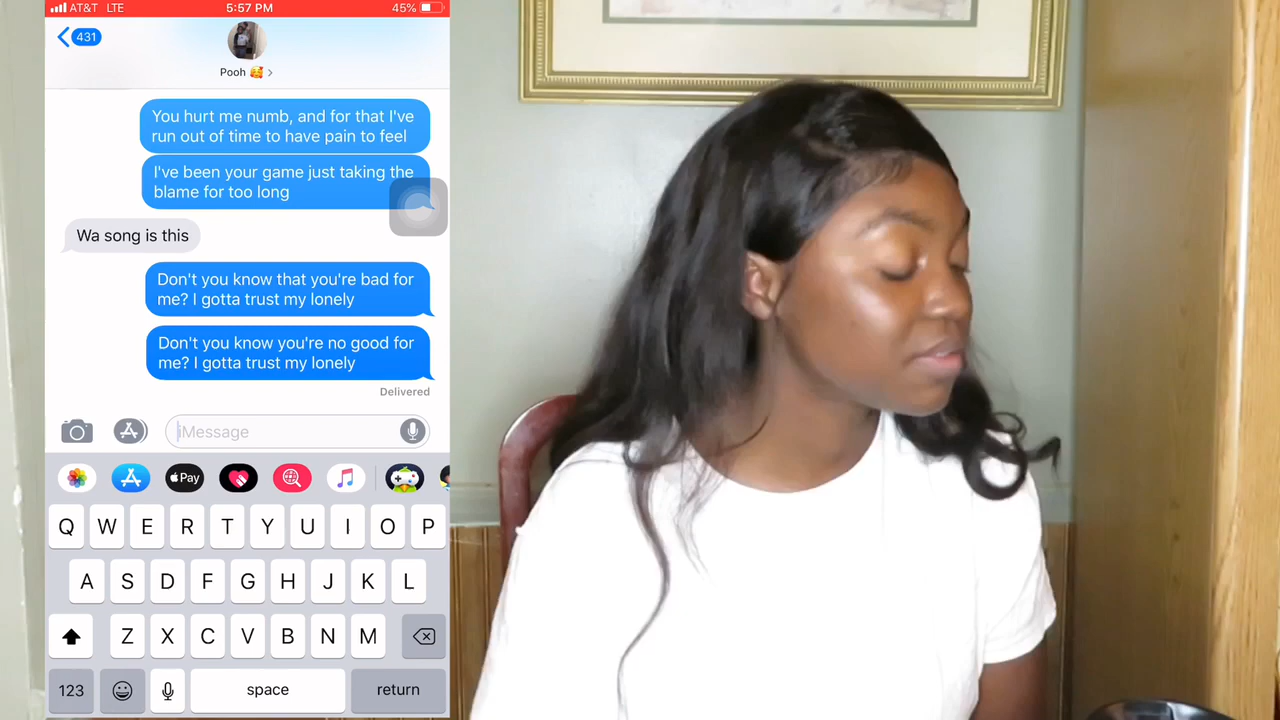 AT&T LTE 5:57 PM 45%
431
Pooh 🥰 >
You hurt me numb, and for that I've
run out of time to have pain to feel
I've been your game just taking the
blame for too long
Wa song is this
Don't you know that you're bad for
me? I gotta trust my lonely
Don't you know you're no good for
me? I gotta trust my lonely
Delivered
iMessage
Pay
Q W E R T Y U I O P
A S D F G H J K L
Z X C V B N M
123 space return